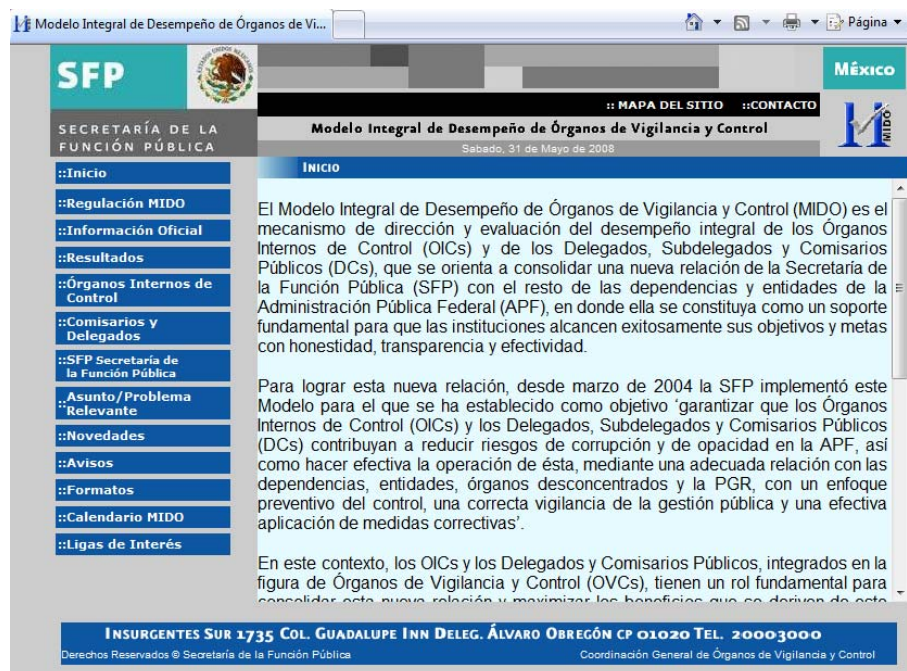 Modelo Integral de Desempeño de Órganos de Vi...
Página
SFP
SECRETARÍA DE LA
FUNCIÓN PÚBLICA
México
:: MAPA DEL SITIO ::CONTACTO
Modelo Integral de Desempeño de Órganos de Vigilancia y Control
Sabado, 31 de Mayo de 2008
MIDO
INICIO
::Inicio
::Regulación MIDO
::Información Oficial
::Resultados
::Órganos Internos de
Control
::Comisarios y
Delegados
::SFP Secretaría de
la Función Pública
::Asunto/Problema
Relevante
::Novedades
::Avisos
::Formatos
::Calendario MIDO
::Ligas de Interés
El Modelo Integral de Desempeño de Órganos de Vigilancia y Control (MIDO) es el
mecanismo de dirección y evaluación del desempeño integral de los Órganos
Internos de Control (OICs) y de los Delegados, Subdelegados y Comisarios
Públicos (DCs), que se orienta a consolidar una nueva relación de la Secretaría de
la Función Pública (SFP) con el resto de las dependencias y entidades de la
Administración Pública Federal (APF), en donde ella se constituya como un soporte
fundamental para que las instituciones alcancen exitosamente sus objetivos y metas
con honestidad, transparencia y efectividad.
Para lograr esta nueva relación, desde marzo de 2004 la SFP implementó este
Modelo para el que se ha establecido como objetivo ‘garantizar que los Órganos
Internos de Control (OICs) y los Delegados, Subdelegados y Comisarios Públicos
(DCs) contribuyan a reducir riesgos de corrupción y de opacidad en la APF, así
como hacer efectiva la operación de ésta, mediante una adecuada relación con las
dependencias, entidades, órganos desconcentrados y la PGR, con un enfoque
preventivo del control, una correcta vigilancia de la gestión pública y una efectiva
aplicación de medidas correctivas’.
En este contexto, los OICs y los Delegados y Comisarios Públicos, integrados en la
figura de Órganos de Vigilancia y Control (OVCs), tienen un rol fundamental para
consolidar esta nueva relación y maximizar los beneficios que se deriven de este
INSURGENTES SUR 1735 COL. GUADALUPE INN DELEG. ÁLVARO OBREGÓN CP 01020 TEL. 20003000
Derechos Reservados © Secretaría de la Función Pública
Coordinación General de Órganos de Vigilancia y Control